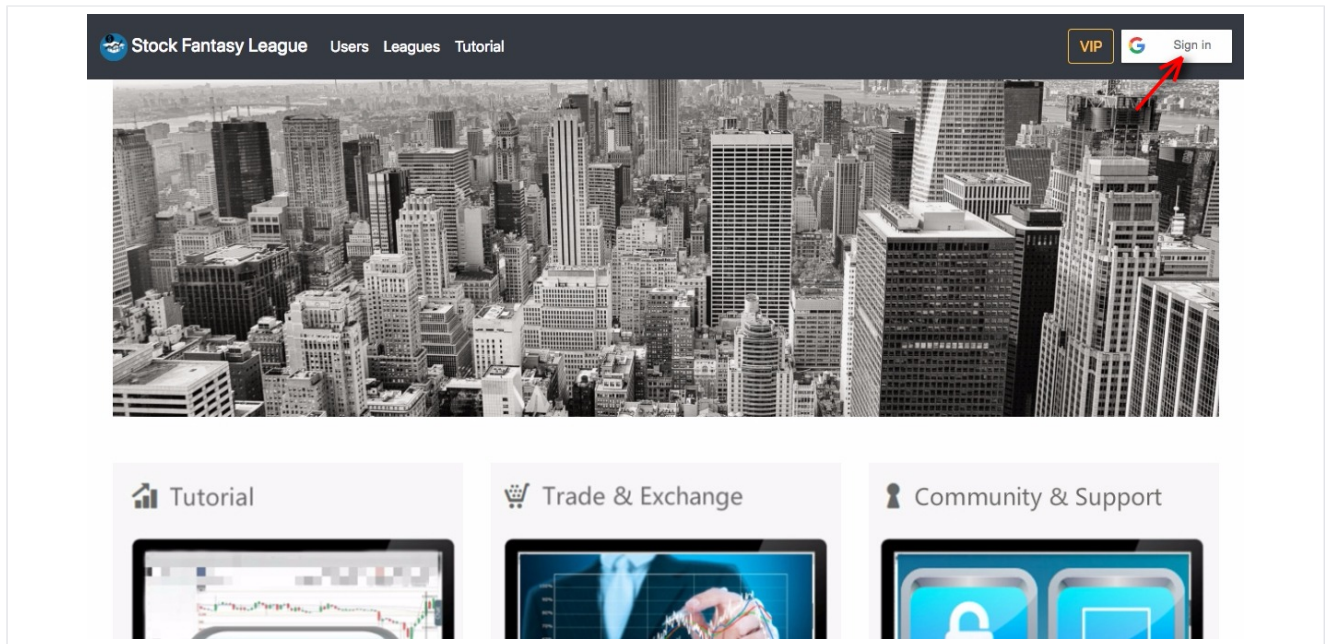 Stock Fantasy League Users Leagues Tutorial VIP Sign in
Tutorial
Trade & Exchange
Community & Support